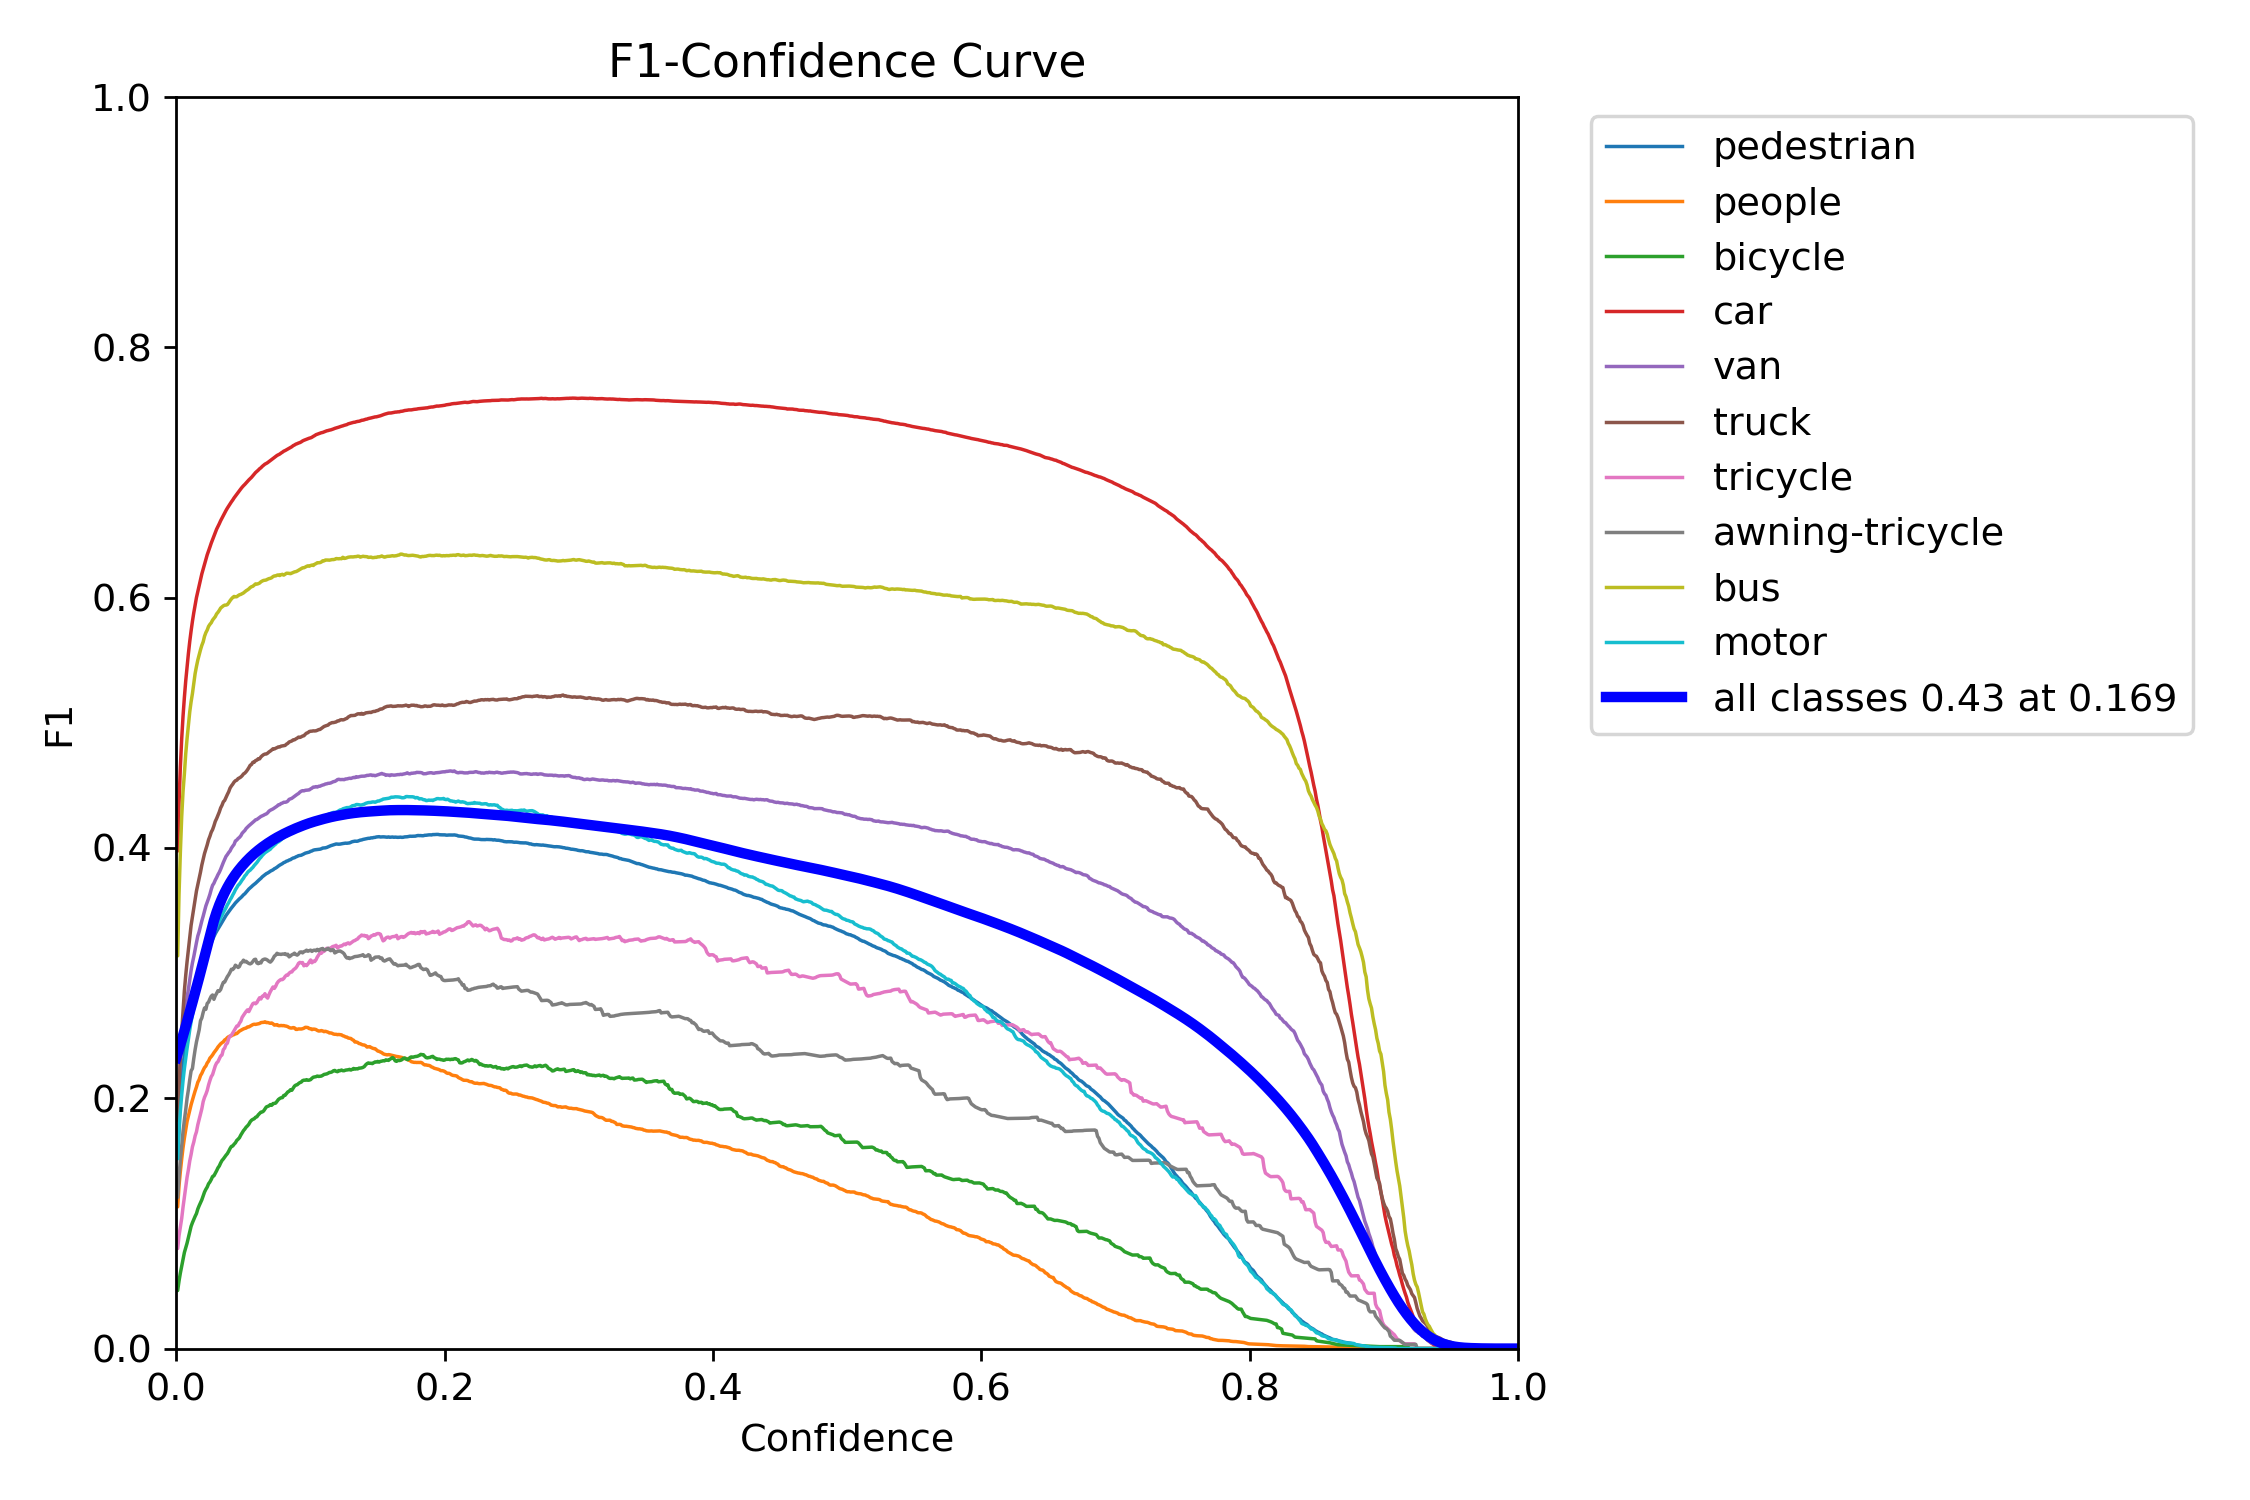 F1-Confidence Curve
1.0
0.8
0.6
0.4
0.2
0.0
F1
0.0 0.2 0.4 0.6 0.8 1.0
Confidence
pedestrian
people
bicycle
car
van
truck
tricycle
awning-tricycle
bus
motor
all classes 0.43 at 0.169